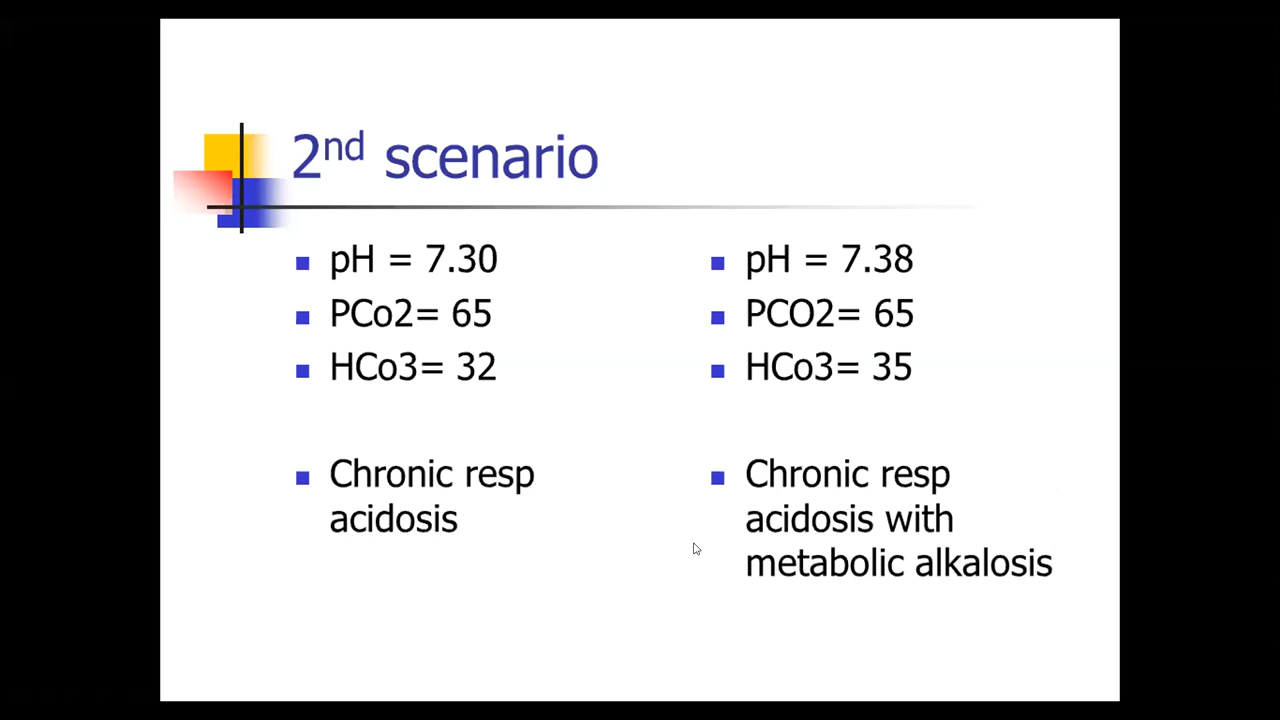 2nd scenario
pH = 7.30
PCo2= 65
HCo3= 32
Chronic resp
acidosis
pH = 7.38
PCO2= 65
HCo3= 35
Chronic resp
acidosis with
metabolic alkalosis